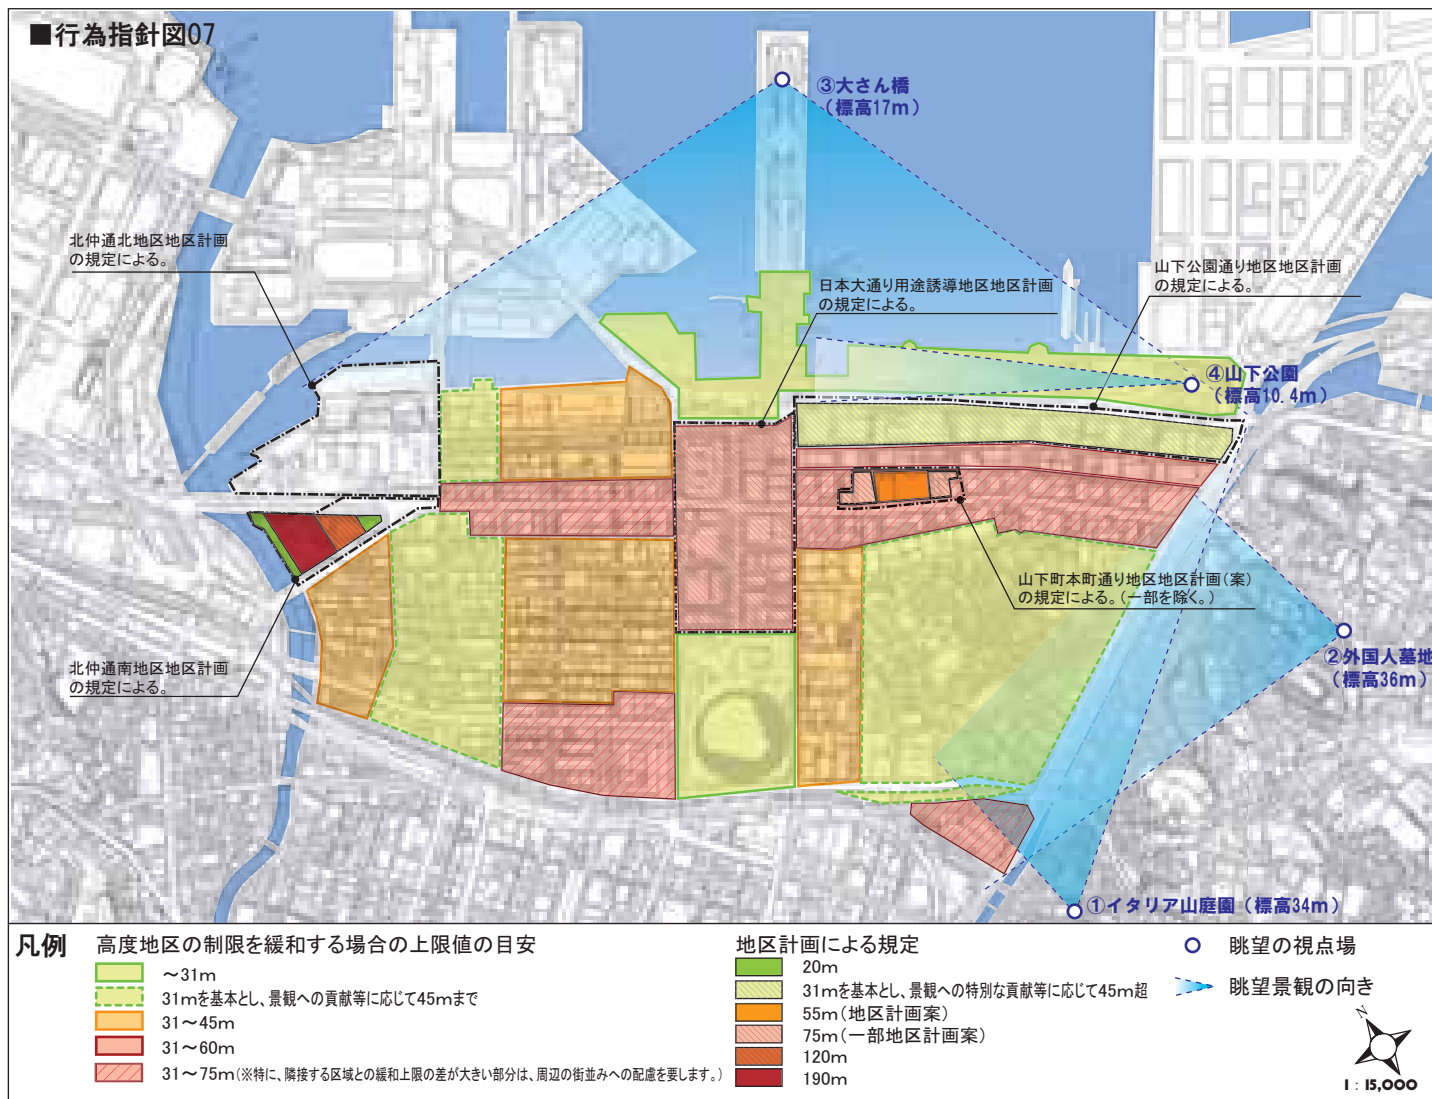 ■行為指針図07
③大さん橋
（標高17m）
北仲通北地区地区計画
の規定による。
日本大通り用途誘導地区地区計画
の規定による。
山下公園通り地区地区計画
の規定による。
④山下公園
（標高10.4m）
山下町本町通り地区地区計画（案）
の規定による。（一部を除く。）
②外国人墓地
（標高36m）
北仲通南地区地区計画
の規定による。
①イタリア山庭園（標高34m）
凡例
高度地区の制限を緩和する場合の上限値の目安
～31m
31mを基本とし、景観への貢献等に応じて45mまで
31～45m
31～60m
31～75m（※特に、隣接する区域との緩和上限の差が大きい部分は、周辺の街並みへの配慮を要します。）
地区計画による規定
20m
31mを基本とし、景観への特別な貢献等に応じて45m超
55m（地区計画案）
75m（一部地区計画案）
120m
190m
眺望の視点場
眺望景観の向き
N
1：15,000